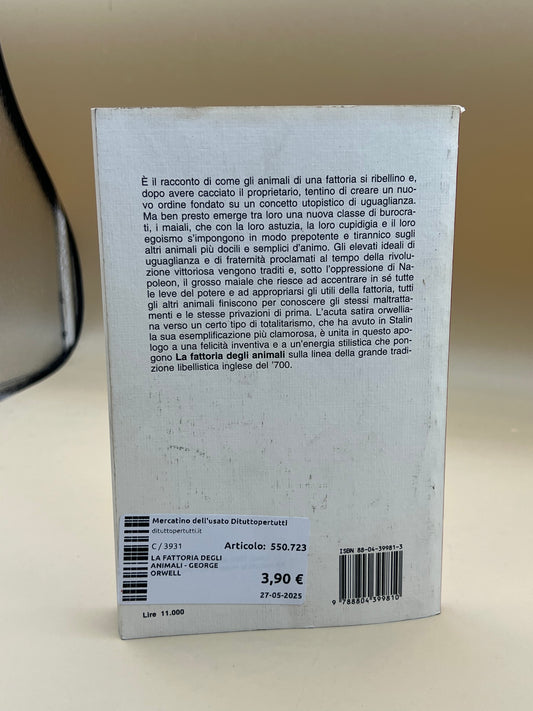 È il racconto di come gli animali di una fattoria si ribellino e,
dopo avere cacciato il proprietario, tentino di creare un nuo-
vo ordine fondato su un concetto utopistico di uguaglianza.
Ma ben presto emerge tra loro una nuova classe di burocra-
ti, i maiali, che con la loro astuzia, la loro cupidigia e il loro
egoismo s'impongono in modo prepotente e tirannico sugli
altri animali più docili e semplici d'animo. Gli elevati ideali di
uguaglianza e di fraternità proclamati al tempo della rivolu-
zione vittoriosa vengono traditi e, sotto l'oppressione di Na-
poleon, il grosso maiale che riesce ad accentrare in sé tutte
le leve del potere e ad appropriarsi gli utili della fattoria, tutti
gli altri animali finiscono per conoscere gli stessi maltratta-
menti e le stesse privazioni di prima. L'acuta satira orwellia-
na verso un certo tipo di totalitarismo, che ha avuto in Stalin
la sua esemplificazione più clamorosa, è unita in questo apo-
logo a una felicità inventiva e a un'energia stilistica che pon-
gono La fattoria degli animali sulla linea della grande tradi-
zione libellistica inglese del '700.
Mercatino dell'usato Dituttopertutti
dituttopertutti.it
C / 3931
Articolo: 550.723
LA FATTORIA DEGLI
ANIMALI - GEORGE
ORWELL
3,90 €
27-05-2025
Lire 11.000
ISBN 88-04-39981-3
9 788804 399810